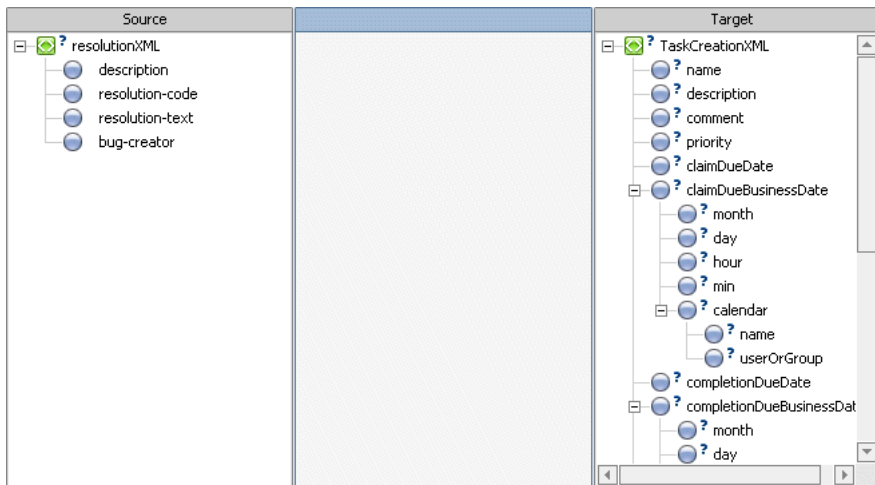 Source
Target
? resolutionXML
description
resolution-code
resolution-text
bug-creator
? TaskCreationXML
? name
? description
? comment
? priority
? claimDueDate
? claimDueBusinessDate
? month
? day
? hour
? min
? calendar
? name
? userOrGroup
? completionDueDate
? completionDueBusinessDat
? month
? day